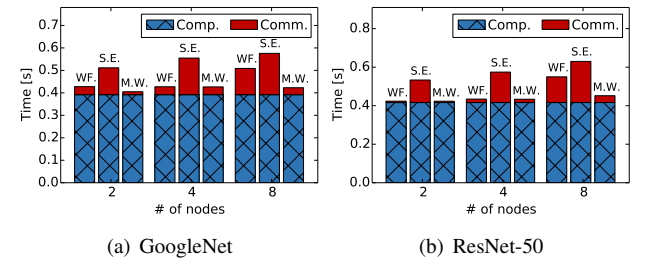 Comp. Comm.
Time [s]
0.7
0.6
0.5
0.4
0.3
0.2
0.1
0.0
WF. S.E. M.W.
WF. S.E. M.W.
WF. S.E. M.W.
2 4 8
# of nodes
(a) GoogleNet
Comp. Comm.
Time [s]
0.8
0.6
0.4
0.2
0.0
WF. S.E. M.W.
WF. S.E. M.W.
WF. S.E. M.W.
2 4 8
# of nodes
(b) ResNet-50